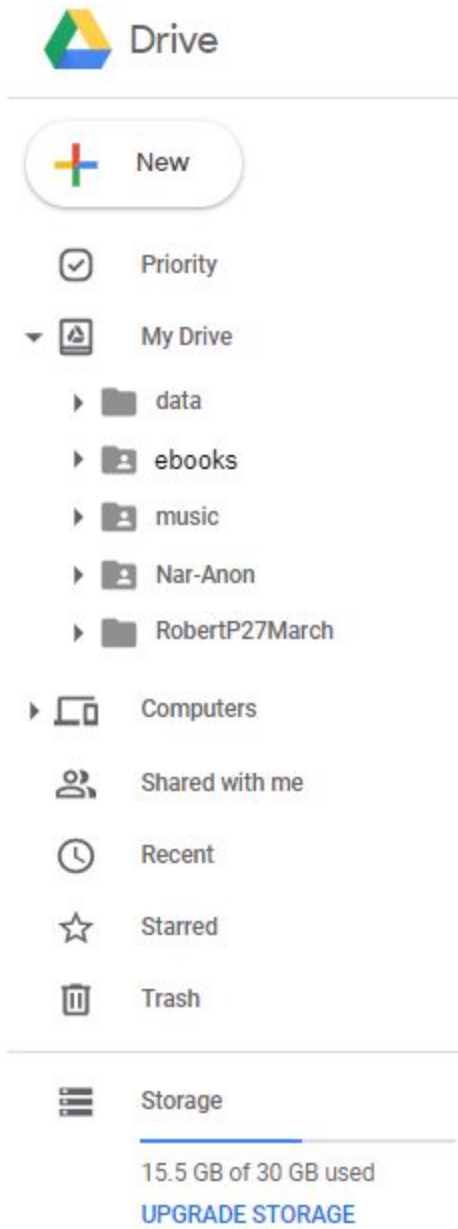 Drive
New
Priority
My Drive
data
ebooks
music
Nar-Anon
RobertP27March
Computers
Shared with me
Recent
Starred
Trash
Storage
15.5 GB of 30 GB used
UPGRADE STORAGE